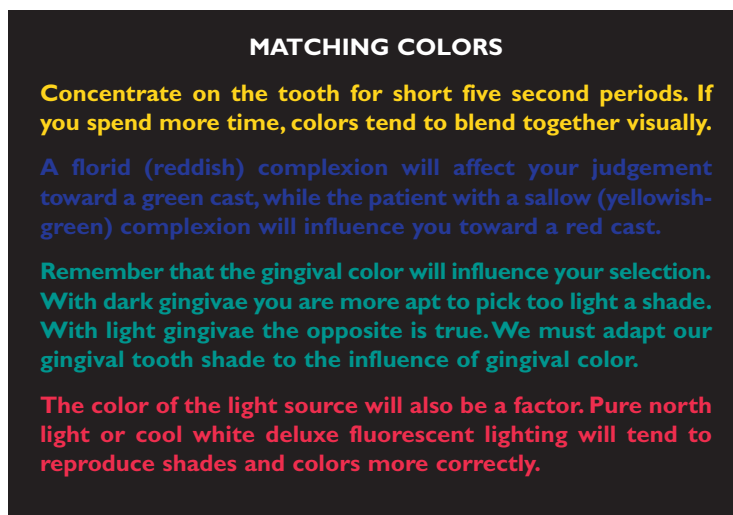 MATCHING COLORS
Concentrate on the tooth for short five second periods. If
you spend more time, colors tend to blend together visually.
A florid (reddish) complexion will affect your judgement
toward a green cast, while the patient with a sallow (yellowish-
green) complexion will influence you toward a red cast.
Remember that the gingival color will influence your selection.
With dark gingivae you are more apt to pick too light a shade.
With light gingivae the opposite is true. We must adapt our
gingival tooth shade to the influence of gingival color.
The color of the light source will also be a factor. Pure north
light or cool white deluxe fluorescent lighting will tend to
reproduce shades and colors more correctly.